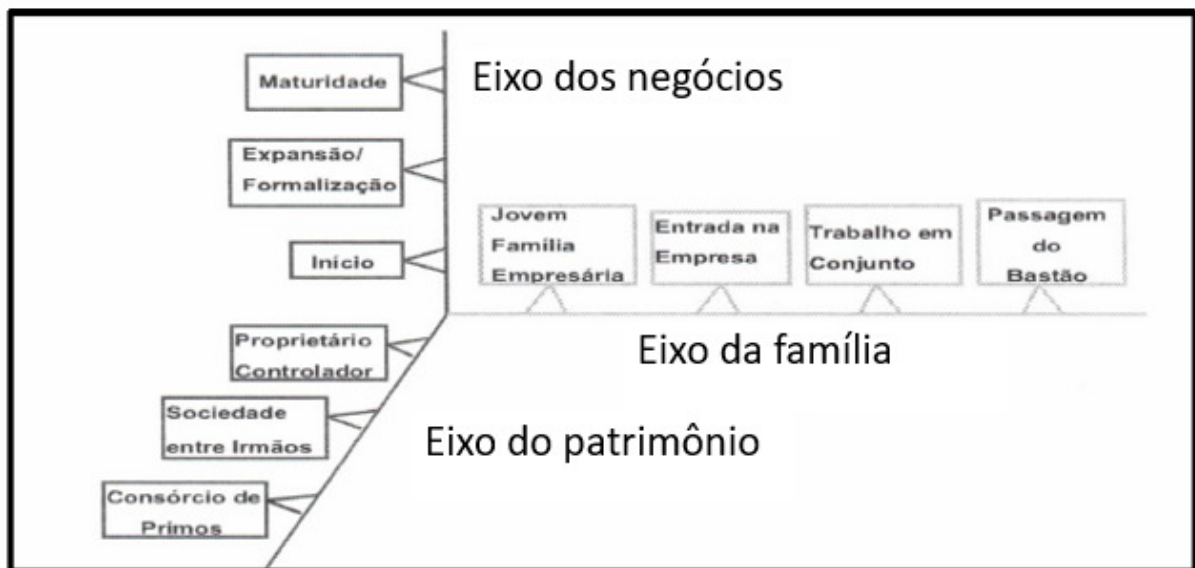 Maturidade
Eixo dos negócios
Expansão/
Formalização
Início
Jovem
Família
Empresária
Entrada na
Empresa
Trabalho em
Conjunto
Passagem
do
Bastão
Eixo da família
Proprietário
Controlador
Sociedade
entre Irmãos
Eixo do patrimônio
Consórcio de
Primos